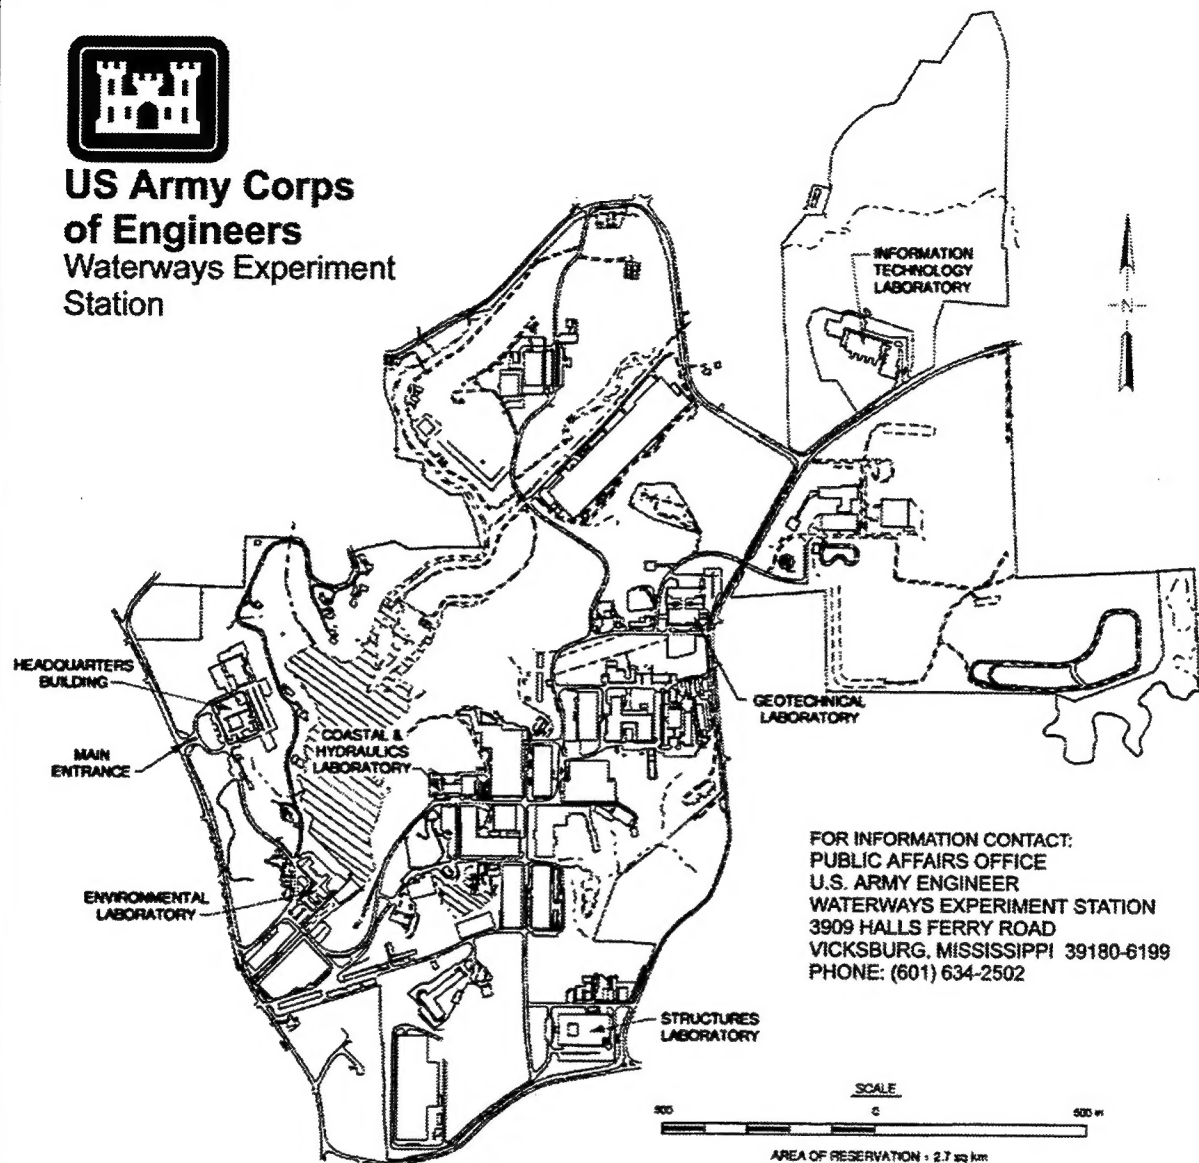 US Army Corps
of Engineers
Waterways Experiment
Station
INFORMATION
TECHNOLOGY
LABORATORY
N
HEADQUARTERS
BUILDING
MAIN
ENTRANCE
COASTAL &
HYDRAULICS
LABORATORY
GEOTECHNICAL
LABORATORY
ENVIRONMENTAL
LABORATORY
FOR INFORMATION CONTACT:
PUBLIC AFFAIRS OFFICE
U.S. ARMY ENGINEER
WATERWAYS EXPERIMENT STATION
3909 HALLS FERRY ROAD
VICKSBURG, MISSISSIPPI 39180-6199
PHONE: (601) 634-2502
STRUCTURES
LABORATORY
SCALE
500 0 500 m
AREA OF RESERVATION : 2.7 sq km